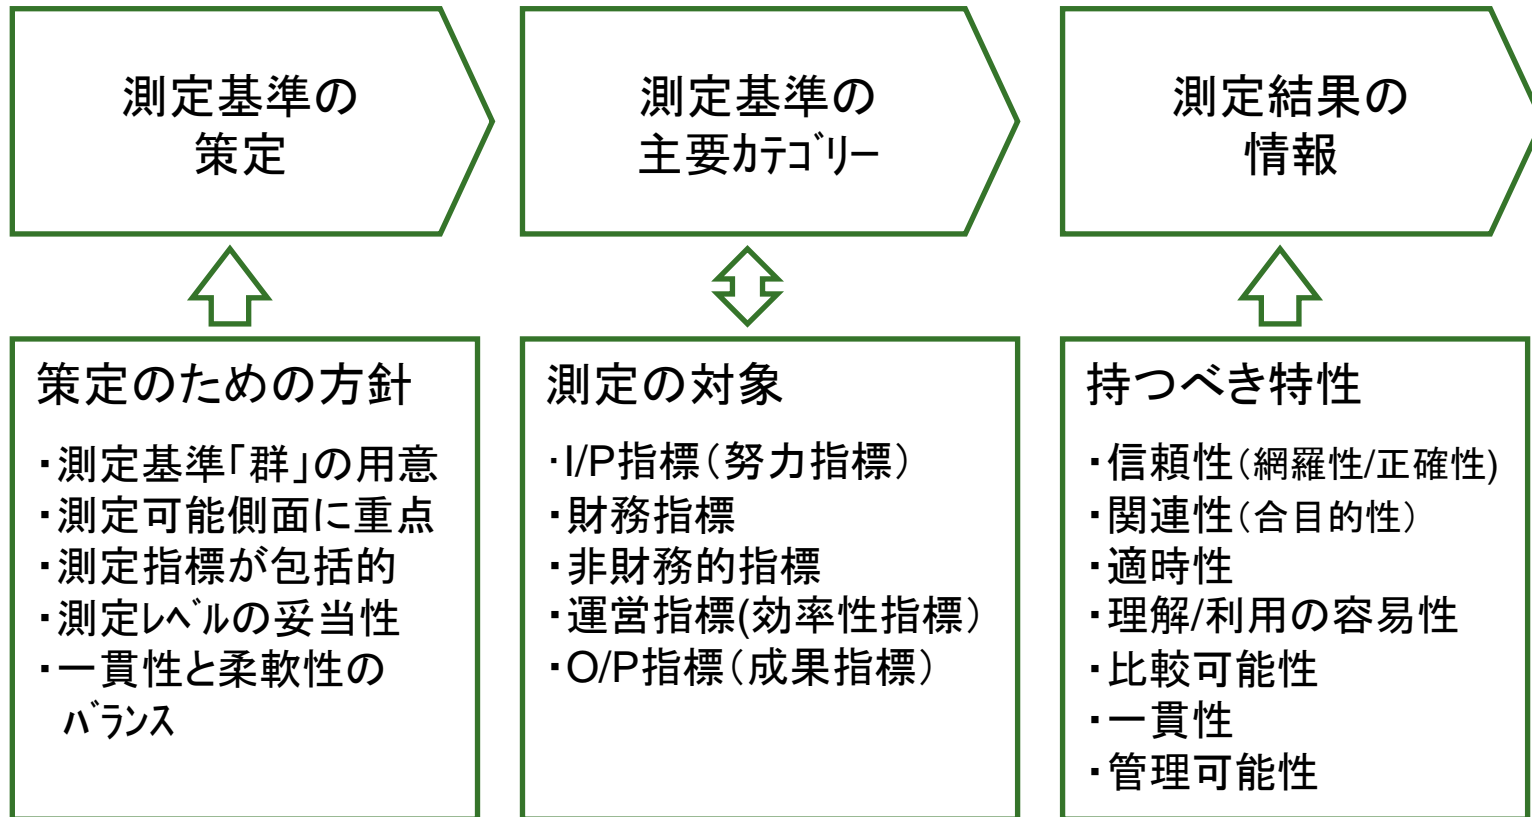 測定基準の
策定
測定基準の
主要ｶﾃｺﾞﾘｰ
測定結果の
情報
策定のための方針
・測定基準「群」の用意
・測定可能側面に重点
・測定指標が包括的
・測定ﾚﾍﾞﾙの妥当性
・一貫性と柔軟性の
ﾊﾞﾗﾝｽ
測定の対象
・I/P指標（努力指標）
・財務指標
・非財務的指標
・運営指標(効率性指標）
・O/P指標（成果指標）
持つべき特性
・信頼性（網羅性/正確性)
・関連性（合目的性）
・適時性
・理解/利用の容易性
・比較可能性
・一貫性
・管理可能性